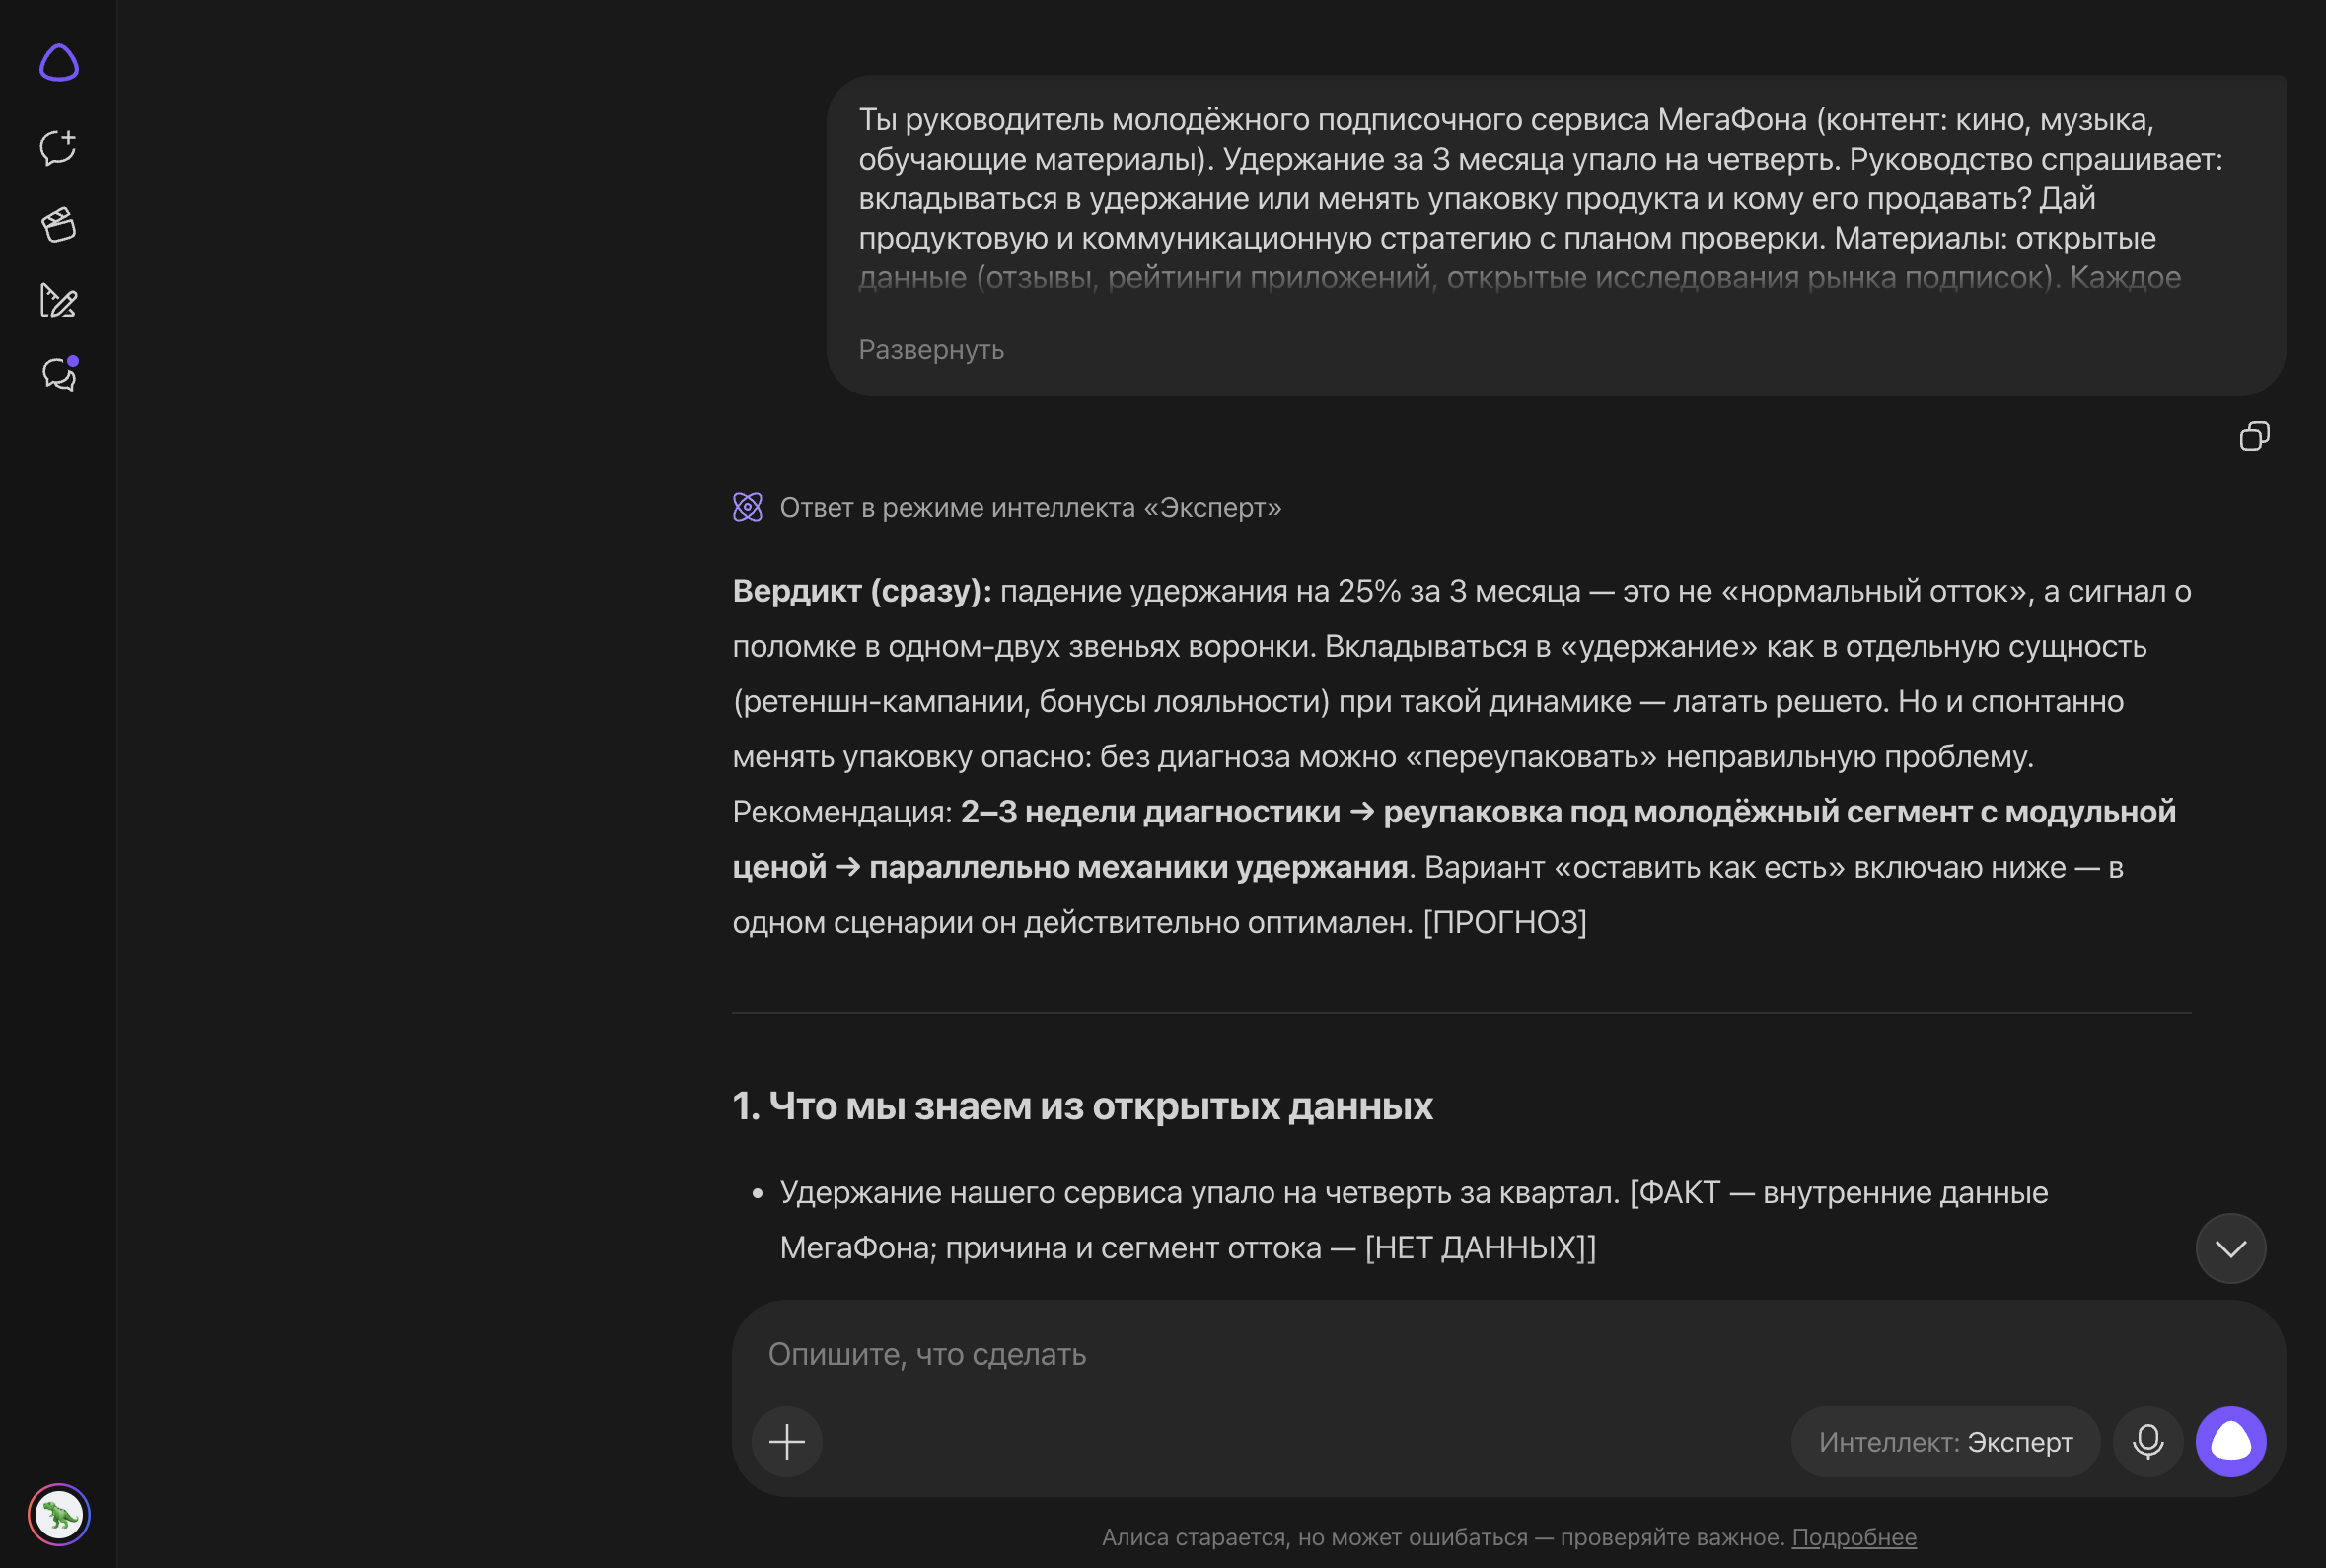 Ты руководитель молодёжного подписочного сервиса МегаФона (контент: кино, музыка,
обучающие материалы). Удержание за 3 месяца упало на четверть. Руководство спрашивает:
вкладываться в удержание или менять упаковку продукта и кому его продавать? Дай
продуктовую и коммуникационную стратегию с планом проверки. Материалы: открытые
данные (отзывы, рейтинги приложений, открытые исследования рынка подписок). Каждое
Развернуть
Ответ в режиме интеллекта «Эксперт»
Вердикт (сразу): падение удержания на 25% за 3 месяца — это не «нормальный отток», а сигнал о
поломке в одном-двух звеньях воронки. Вкладываться в «удержание» как в отдельную сущность
(ретеншн-кампании, бонусы лояльности) при такой динамике — латать решето. Но и спонтанно
менять упаковку опасно: без диагноза можно «переупаковать» неправильную проблему.
Рекомендация: 2–3 недели диагностики → реупаковка под молодёжный сегмент с модульной
ценой → параллельно механики удержания. Вариант «оставить как есть» включаю ниже — в
одном сценарии он действительно оптимален. [ПРОГНОЗ]
1. Что мы знаем из открытых данных
• Удержание нашего сервиса упало на четверть за квартал. [ФАКТ — внутренние данные
МегаФона; причина и сегмент оттока — [НЕТ ДАННЫХ]]
Опишите, что сделать
Интеллект: Эксперт
Алиса старается, но может ошибаться — проверяйте важное. Подробнее